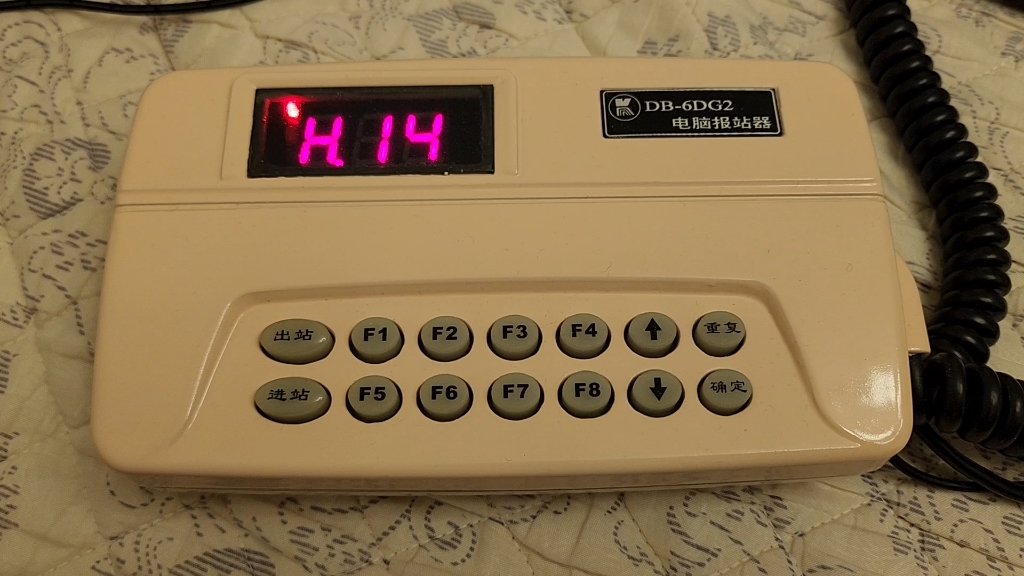 H.14
DB-6DG2
电脑报站器
出站 F1 F2 F3 F4 ↑ 重复
进站 F5 F6 F7 F8 ↓ 确定